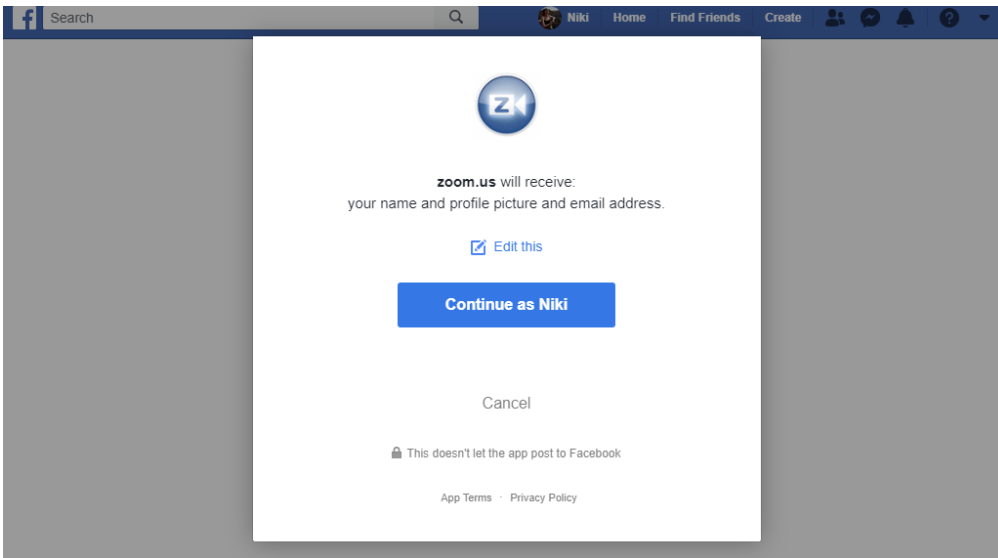 f Search Niki Home Find Friends Create ?
Z
zoom.us will receive:
your name and profile picture and email address.
Edit this
Continue as Niki
Cancel
This doesn't let the app post to Facebook
App Terms · Privacy Policy